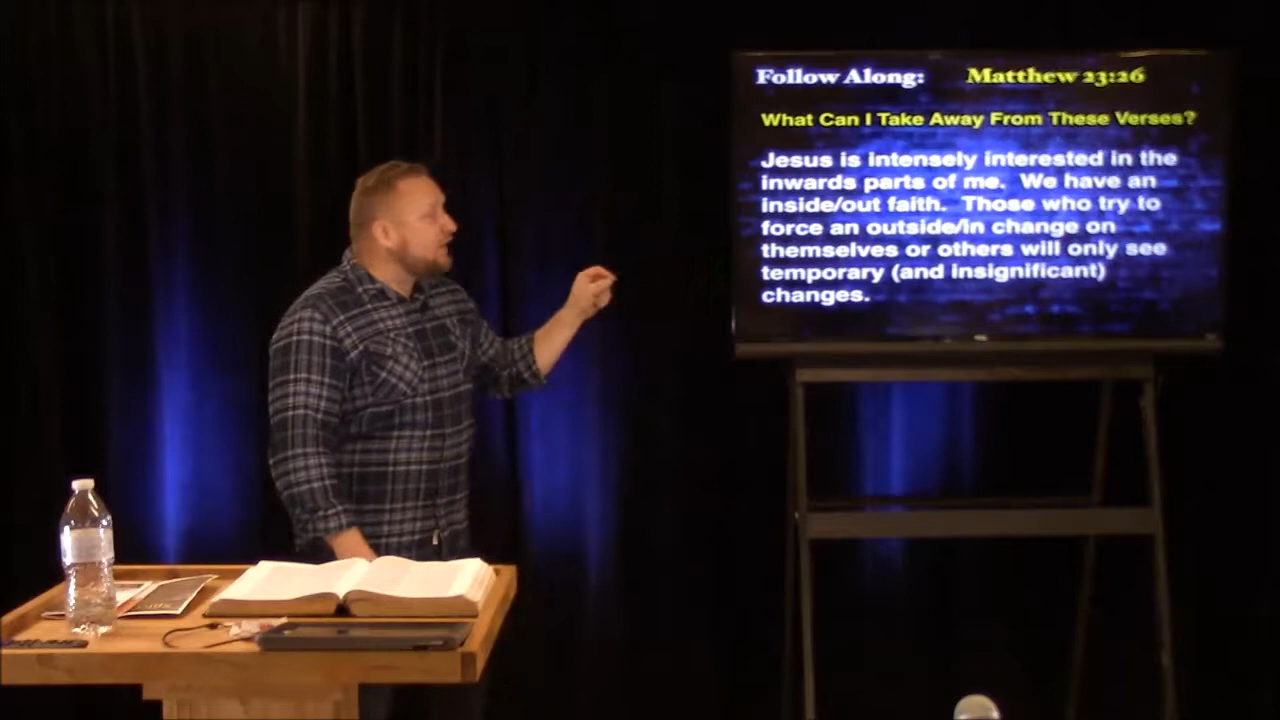 Follow Along: Matthew 23:26
What Can I Take Away From These Verses?
Jesus is intensely interested in the
inwards parts of me. We have an
inside/out faith. Those who try to
force an outside/in change on
themselves or others will only see
temporary (and insignificant)
changes.